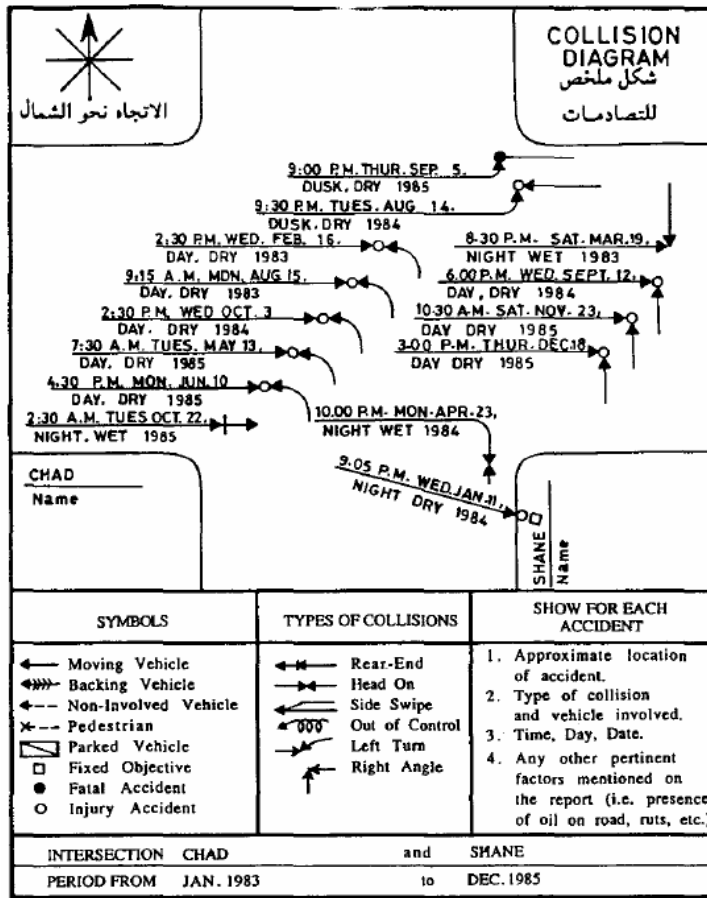 COLLISION
DIAGRAM
شكل ملخص
للتصادمات
الاتجاه نحو الشمال
9:00 P.M. THUR. SEP. 5.
DUSK, DRY 1985
9:30 P.M. TUES. AUG 14.
DUSK. DRY 1984
2:30 P.M. WED. FEB. 16.
DAY. DRY 1983
8-30 P.M- SAT-MAR.19,
NIGHT WET 1983
9:15 A.M. MON. AUG 15.
DAY. DRY 1983
6.00 P.M. WED. SEPT. 12,
DAY, DRY 1984
2:30 P.M. WED OCT. 3
DAY. DRY 1984
10.30 A-M- SAT. NOV. 23,
DAY DRY 1985
7:30 A.M. TUES. MAY 13,
DAY. DRY 1985
3-00 P.M- THUR. DEC.18,
DAY DRY 1985
4.30 P.M. MON. JUN. 10
DAY. DRY 1985
2:30 A.M. TUES OCT. 22.
NIGHT. WET 1985
10.00 P.M- MON-APR-23,
NIGHT WET 1984
9.05 P.M. WED. JAN. 11,
NIGHT DRY 1984
CHAD
Name
SHANE
Name
SYMBOLS
Moving Vehicle
Backing Vehicle
Non-Involved Vehicle
Pedestrian
Parked Vehicle
Fixed Objective
Fatal Accident
Injury Accident
TYPES OF COLLISIONS
Rear-End
Head On
Side Swipe
Out of Control
Left Turn
Right Angle
SHOW FOR EACH
ACCIDENT
1. Approximate location
of accident.
2. Type of collision
and vehicle involved.
3. Time, Day, Date.
4. Any other pertinent
factors mentioned on
the report (i.e. presence
of oil on road, ruts, etc.)
INTERSECTION CHAD and SHANE
PERIOD FROM JAN. 1983 to DEC. 1985